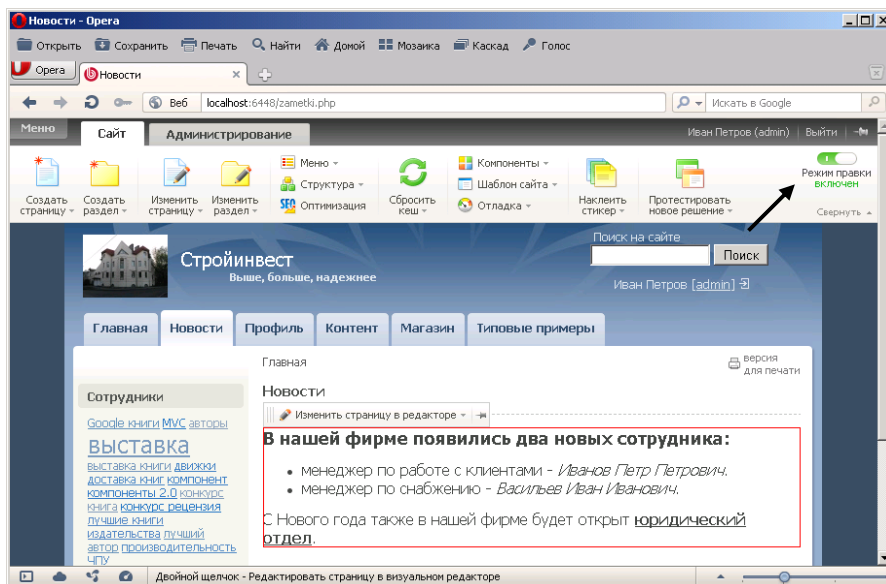 Новости - Opera
Открыть Сохранить Печать Найти Домой Мозаика Каскад Голос
Opera Новости
Веб localhost:6448/zametki.php Искать в Google
Меню Сайт Администрирование Иван Петров (admin) Выйти
Создать страницу
Создать раздел
Изменить страницу
Изменить раздел
Меню
Структура
SEO Оптимизация
Сбросить кеш
Компоненты
Шаблон сайта
Отладка
Наклеить стикер
Протестировать новое решение
Режим правки
включен
Свернуть
Стройинвест
Выше, больше, надежнее
Поиск на сайте
Поиск
Иван Петров [admin]
Главная Новости Профиль Контент Магазин Типовые примеры
Главная
версия
для печати
Сотрудники
Google книги MVC авторы
выставка
выставка книги движки
доставка книг компонент
компоненты 2.0 конкурс
книга конкурс рецензия
лучшие книги
издательства лучший
автор производительность
ЧПУ
Новости
Изменить страницу в редакторе
В нашей фирме появились два новых сотрудника:
• менеджер по работе с клиентами - Иванов Петр Петрович.
• менеджер по снабжению - Васильев Иван Иванович.
С Нового года также в нашей фирме будет открыт юридический
отдел.
Двойной щелчок - Редактировать страницу в визуальном редакторе